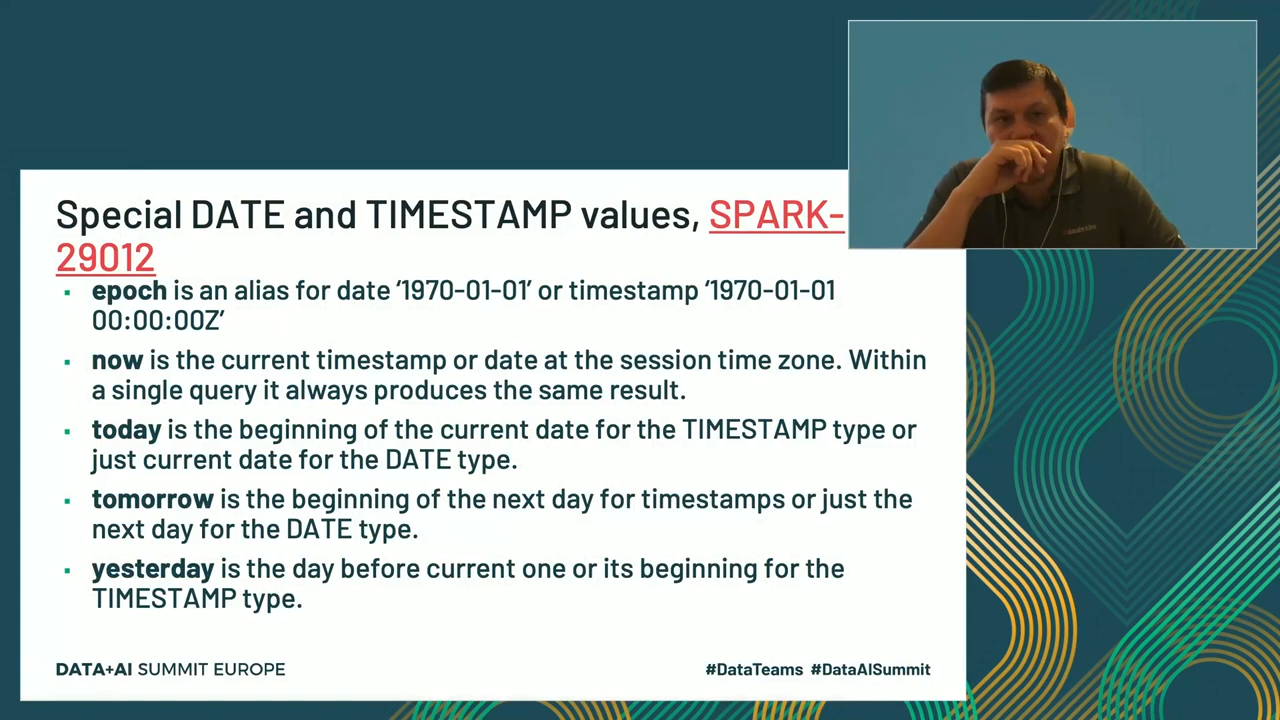 Special DATE and TIMESTAMP values, SPARK-
29012
▪ epoch is an alias for date ‘1970-01-01’ or timestamp ‘1970-01-01
00:00:00Z’
▪ now is the current timestamp or date at the session time zone. Within
a single query it always produces the same result.
▪ today is the beginning of the current date for the TIMESTAMP type or
just current date for the DATE type.
▪ tomorrow is the beginning of the next day for timestamps or just the
next day for the DATE type.
▪ yesterday is the day before current one or its beginning for the
TIMESTAMP type.
DATA+AI SUMMIT EUROPE
#DataTeams #DataAISummit